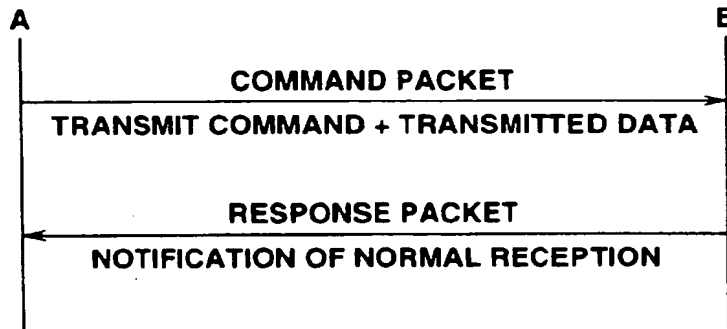 A
COMMAND PACKET
TRANSMIT COMMAND + TRANSMITTED DATA
RESPONSE PACKET
NOTIFICATION OF NORMAL RECEPTION